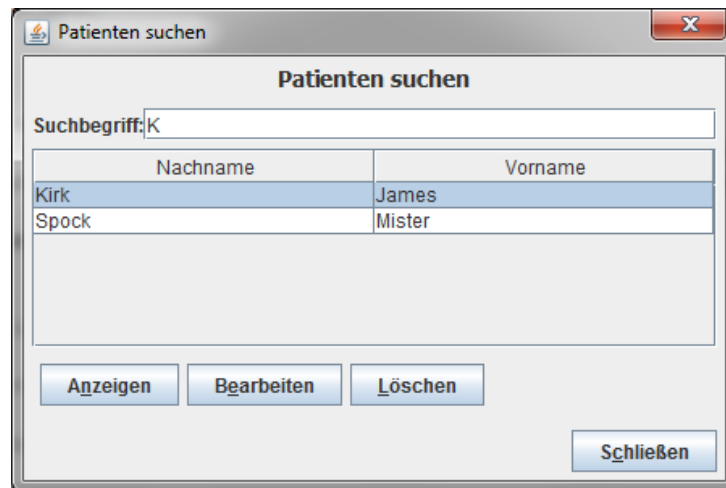 Patienten suchen
Patienten suchen
Suchbegriff: K
Nachname Vorname
Kirk James
Spock Mister
Anzeigen Bearbeiten Löschen
Schließen